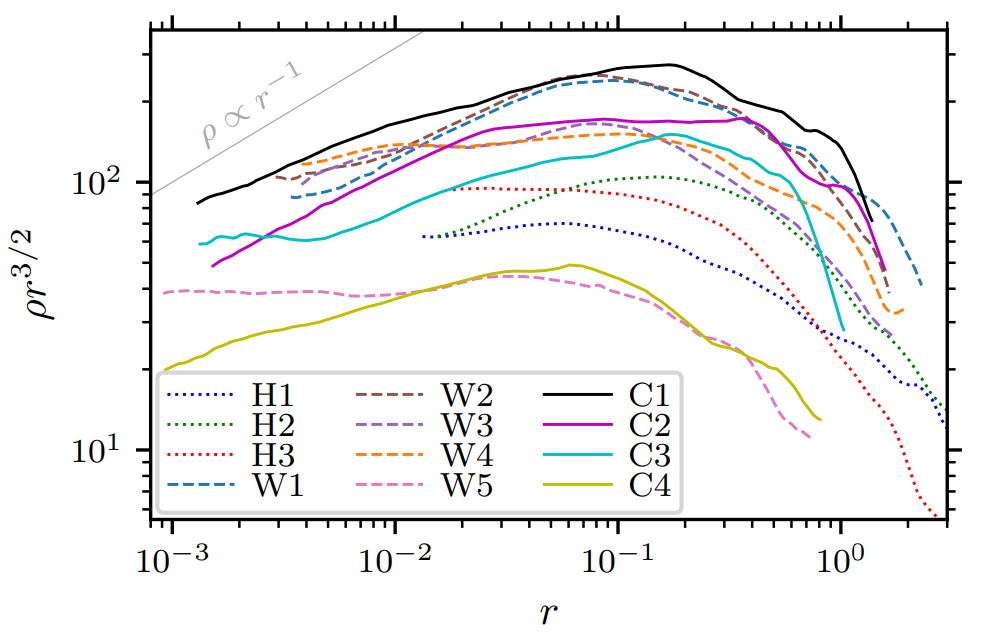 ρ ∝ r⁻¹
10²
ρr^{3/2}
10¹
H1 W2 C1
H2 W3 C2
H3 W4 C3
W1 W5 C4
10⁻³ 10⁻² 10⁻¹ 10⁰
r